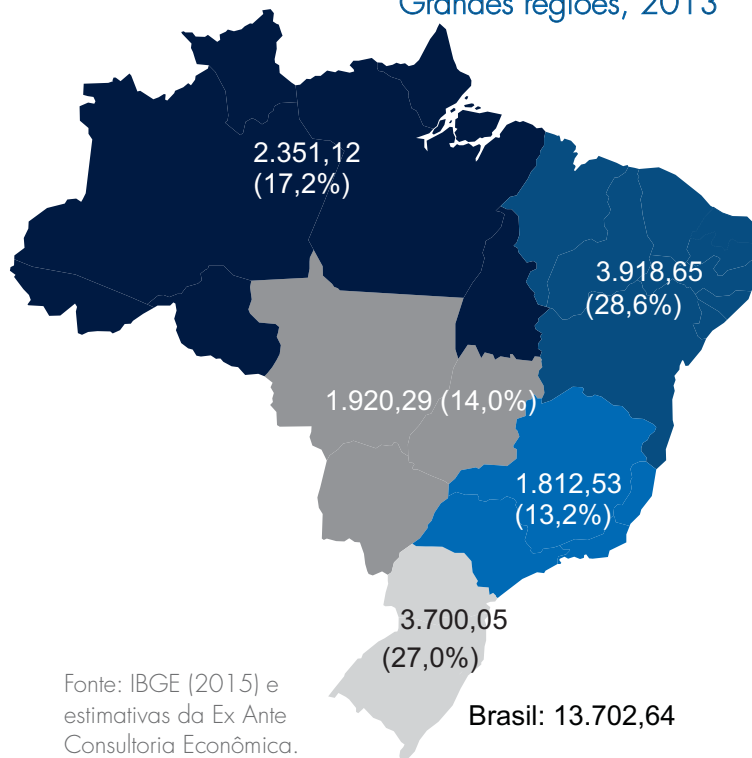 Grandes regiões, 2013
2.351,12
(17,2%)
3.918,65
(28,6%)
1.920,29 (14,0%)
1.812,53
(13,2%)
3.700,05
(27,0%)
Fonte: IBGE (2015) e
estimativas da Ex Ante
Consultoria Econômica.
Brasil: 13.702,64